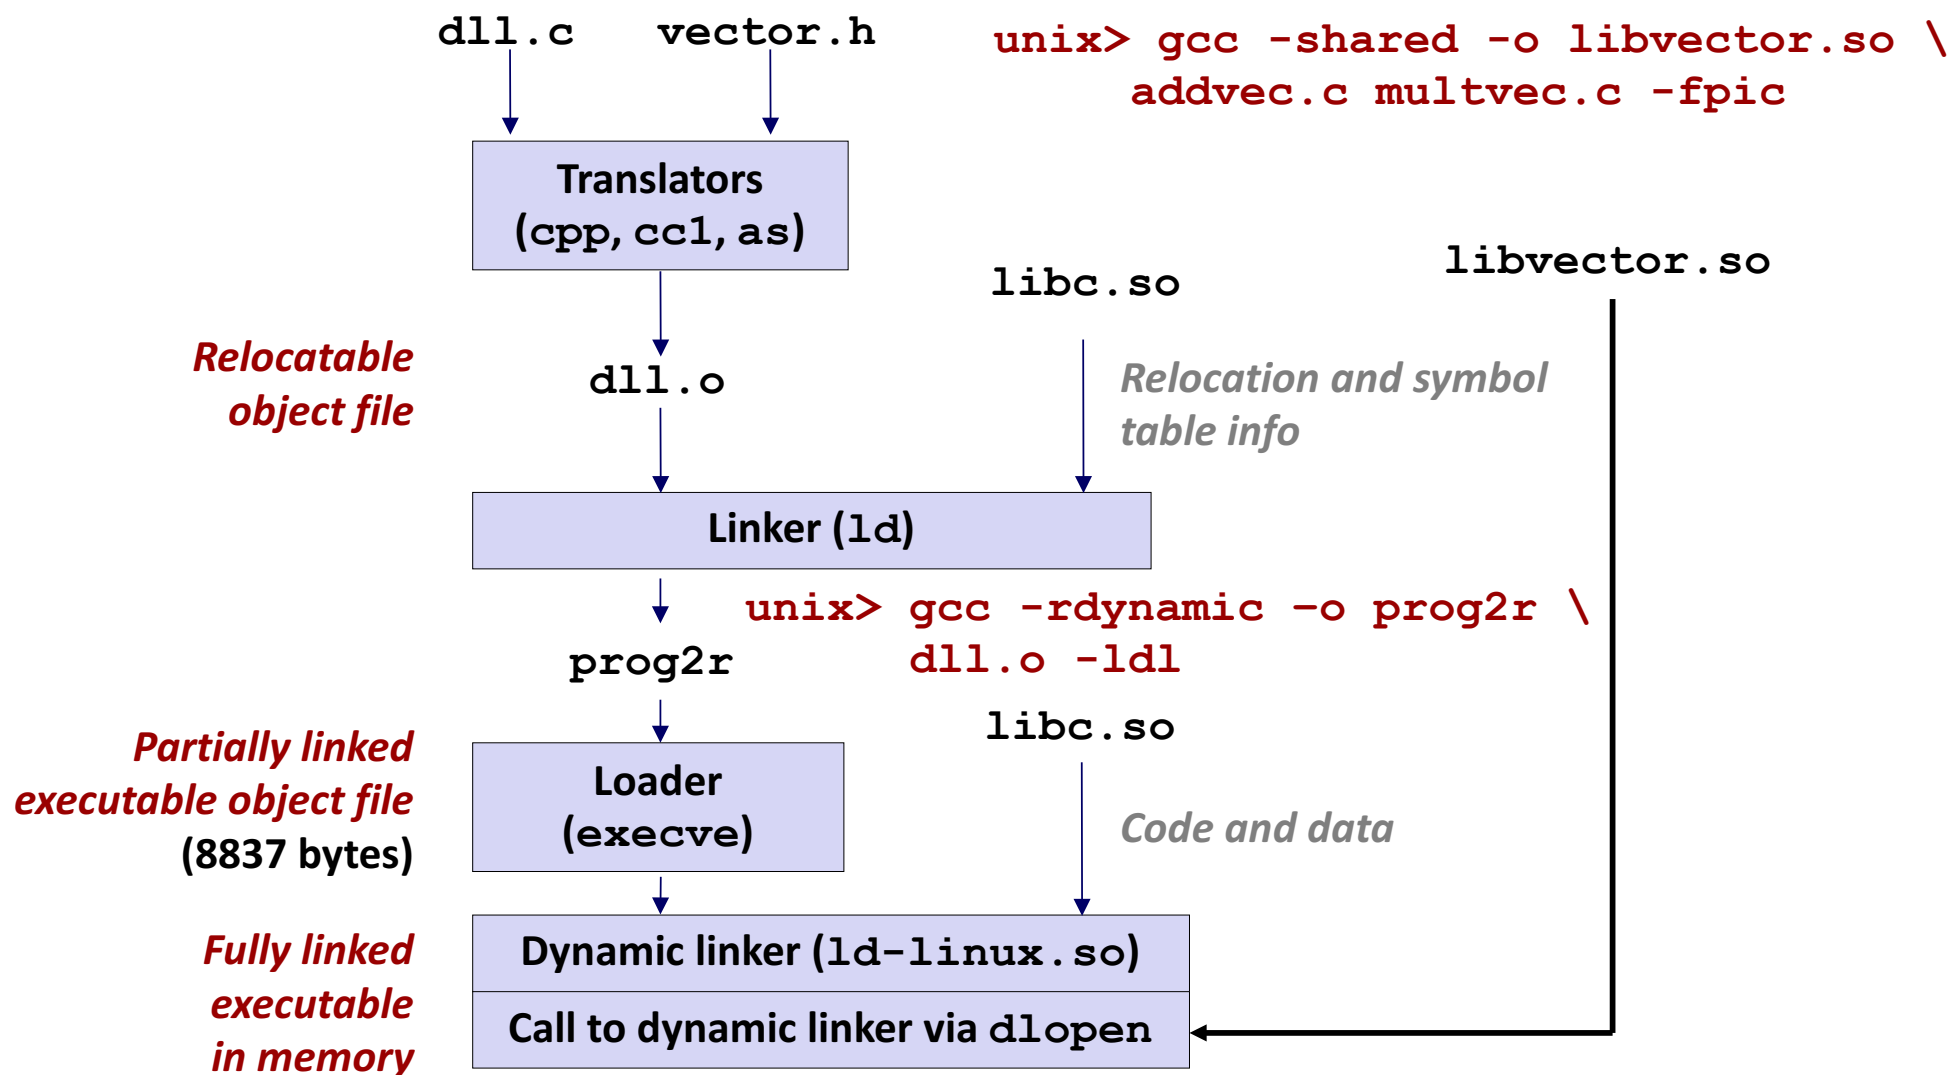 dll.c vector.h
unix> gcc -shared -o libvector.so \
addvec.c multvec.c -fpic
Translators
(cpp, cc1, as)
libvector.so
libc.so
Relocatable
object file
dll.o
Relocation and symbol
table info
Linker (ld)
unix> gcc -rdynamic –o prog2r \
dll.o -ldl
prog2r
libc.so
Partially linked
executable object file
(8837 bytes)
Loader
(execve)
Code and data
Fully linked
executable
in memory
Dynamic linker (ld-linux.so)
Call to dynamic linker via dlopen